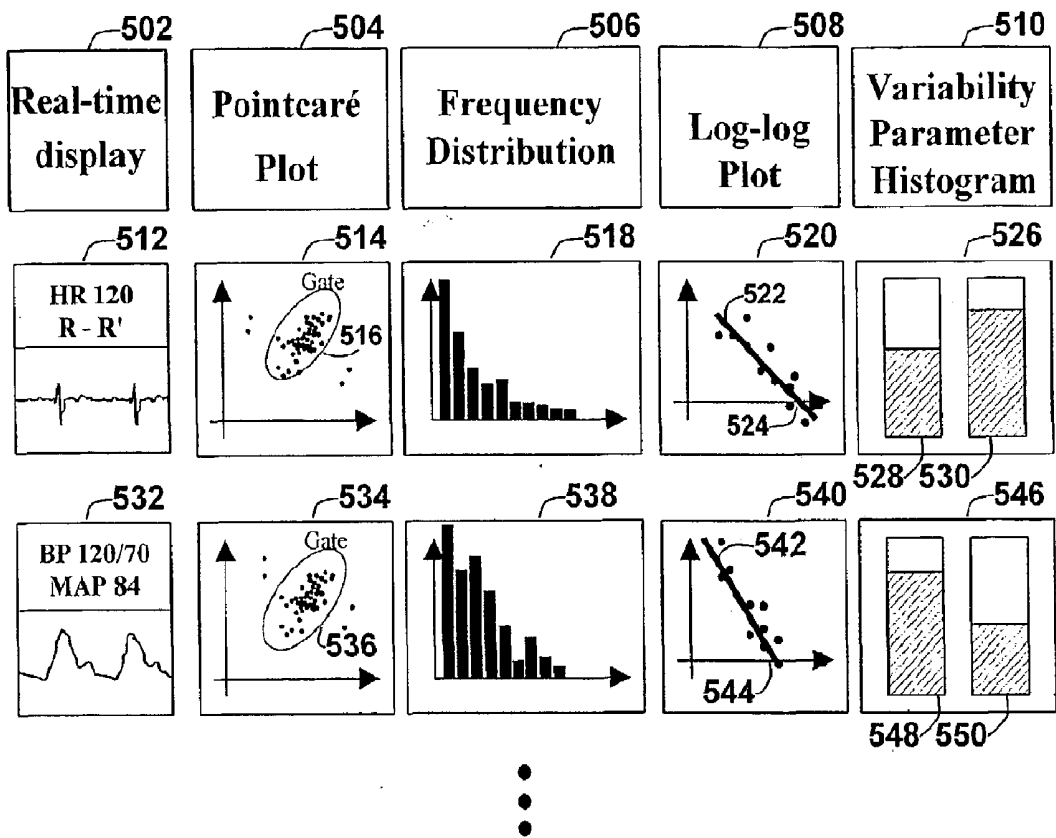 502
504
506
508
510
Real-time
display
Pointcaré
Plot
Frequency
Distribution
Log-log
Plot
Variability
Parameter
Histogram
512
514
518
520
526
HR 120
R - R'
Gate
516
522
524
528
530
532
534
538
540
546
BP 120/70
MAP 84
Gate
536
542
544
548
550